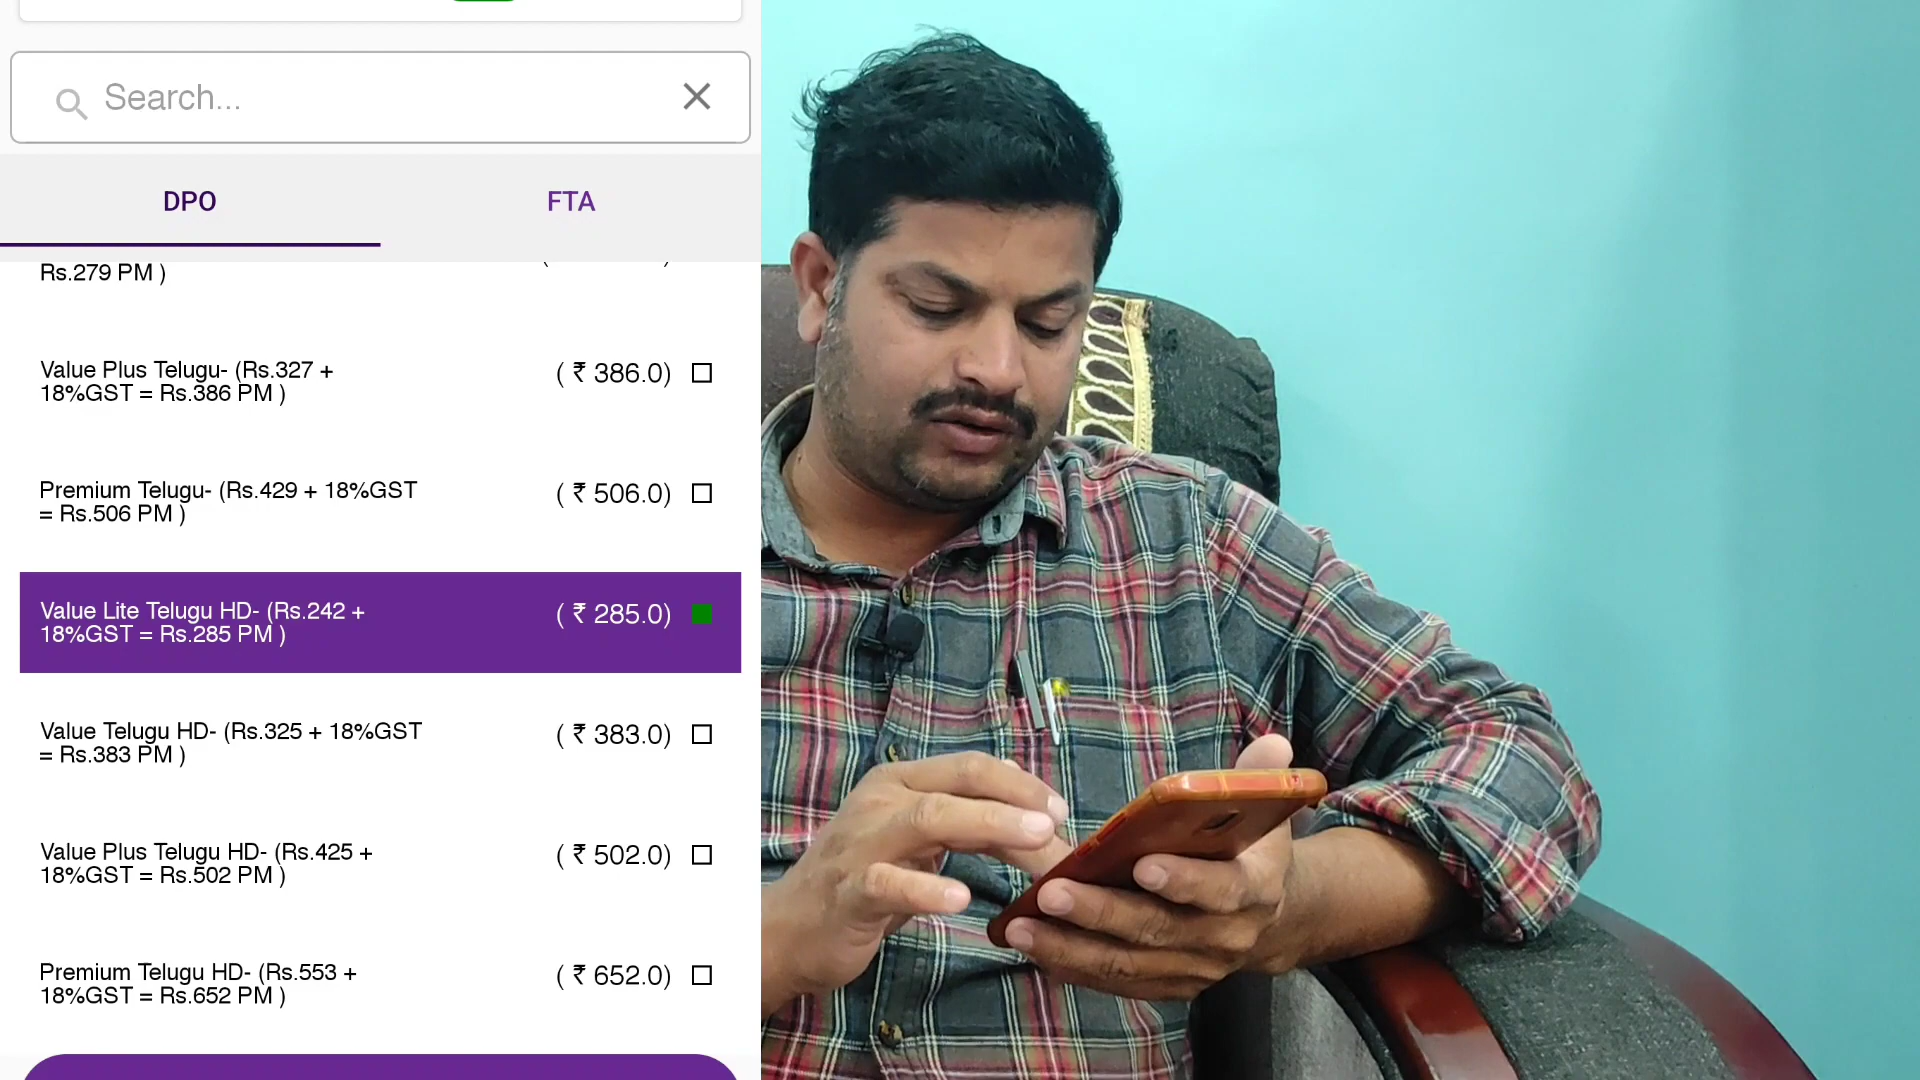 Search...
DPO
FTA
Rs.279 PM )
Value Plus Telugu- (Rs.327 +
18%GST = Rs.386 PM )
( ₹ 386.0)
Premium Telugu- (Rs.429 + 18%GST
= Rs.506 PM )
( ₹ 506.0)
Value Lite Telugu HD- (Rs.242 +
18%GST = Rs.285 PM )
( ₹ 285.0)
Value Telugu HD- (Rs.325 + 18%GST
= Rs.383 PM )
( ₹ 383.0)
Value Plus Telugu HD- (Rs.425 +
18%GST = Rs.502 PM )
( ₹ 502.0)
Premium Telugu HD- (Rs.553 +
18%GST = Rs.652 PM )
( ₹ 652.0)